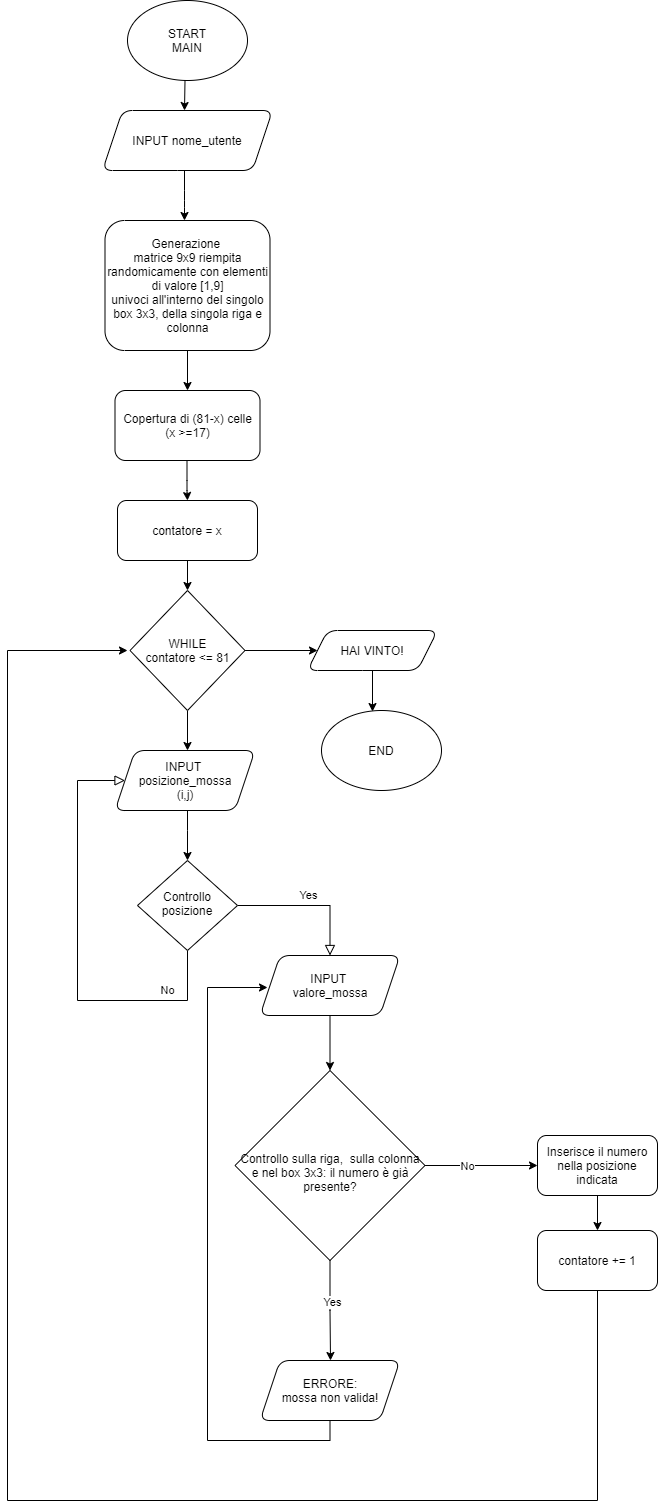 START
MAIN
INPUT nome_utente
Generazione
matrice 9x9 riempita
randomicamente con elementi
di valore [1,9]
univoci all'interno del singolo
box 3x3, della singola riga e
colonna
Copertura di (81-x) celle
(x >=17)
contatore = x
WHILE
contatore <= 81
HAI VINTO!
END
INPUT
posizione_mossa
(i,j)
Controllo
posizione
Yes
No
INPUT
valore_mossa
Controllo sulla riga,  sulla colonna
e nel box 3x3: il numero è già
presente?
No
Inserisce il numero
nella posizione
indicata
contatore += 1
Yes
ERRORE:
mossa non valida!